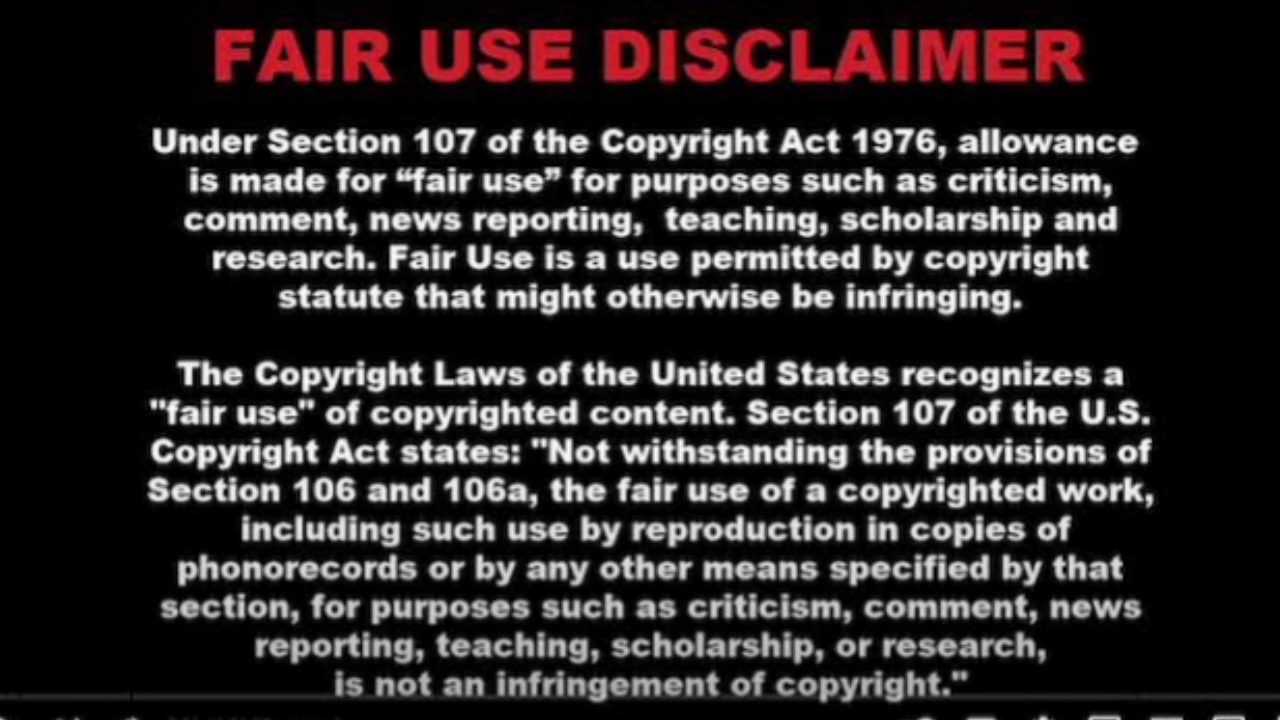 FAIR USE DISCLAIMER
Under Section 107 of the Copyright Act 1976, allowance
is made for “fair use” for purposes such as criticism,
comment, news reporting,  teaching, scholarship and
research. Fair Use is a use permitted by copyright
statute that might otherwise be infringing.
The Copyright Laws of the United States recognizes a
"fair use" of copyrighted content. Section 107 of the U.S.
Copyright Act states: "Not withstanding the provisions of
Section 106 and 106a, the fair use of a copyrighted work,
including such use by reproduction in copies of
phonorecords or by any other means specified by that
section, for purposes such as criticism, comment, news
reporting, teaching, scholarship, or research,
is not an infringement of copyright."